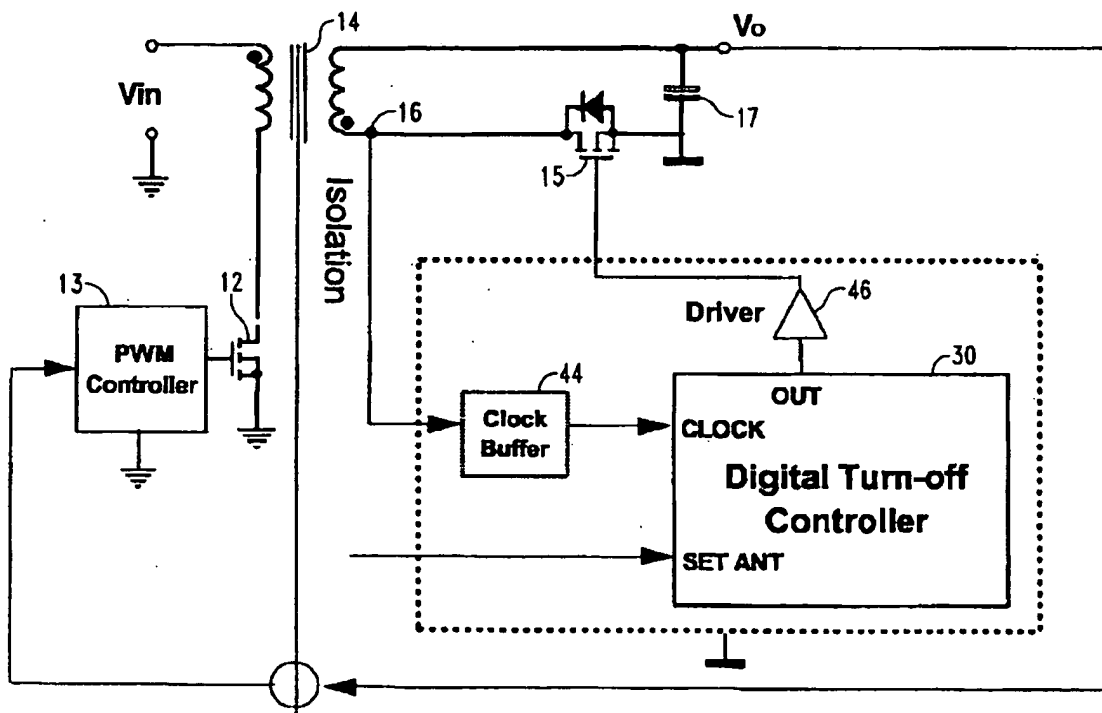 14
Vo
Vin
16
17
15
Isolation
13
12
PWM
Controller
Driver
46
44
30
Clock
Buffer
OUT
CLOCK
Digital Turn-off
Controller
SET ANT